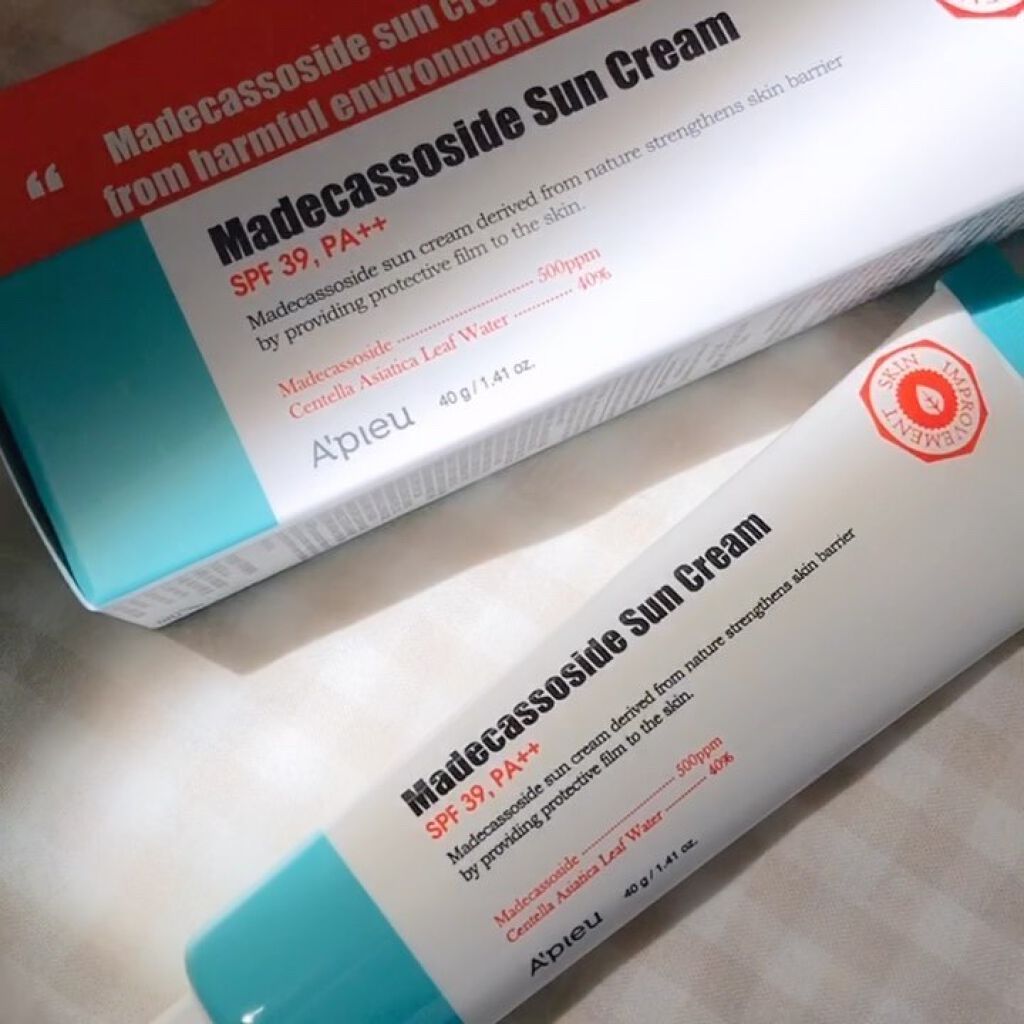 “ Madecassoside sun
from harmful environment to
Madecassoside Sun Cream
SPF 39, PA++
Madecassoside sun cream derived from nature strengthens skin barrier
by providing protective film to the skin.
Madecassoside ........................... 500ppm
Centella Asiatica Leaf Water ............ 40%
A'pieu 40 g / 1.41 oz.
SKIN IMPROVEMENT
Madecassoside Sun Cream
SPF 39, PA++
Madecassoside sun cream derived from nature strengthens skin barrier
by providing protective film to the skin.
Madecassoside ........................... 500ppm
Centella Asiatica Leaf Water ............ 40%
A'pieu 40 g / 1.41 oz.